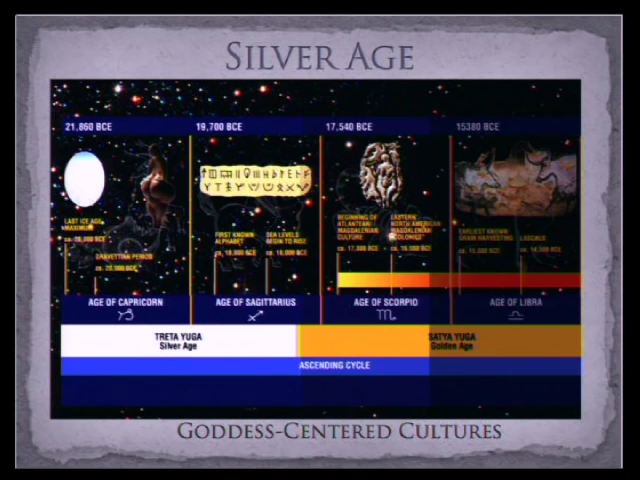 SILVER AGE
21,860 BCE
19,700 BCE
17,540 BCE
15380 BCE
LAST ICE AGE
MAXIMUM
GRAVETTIAN PERIOD
FIRST KNOWN
ALPHABET
SEA LEVELS
BEGIN TO RISE
BEGINNING OF
ATLANTEAN
MAGDALENIAN
CULTURE
EASTERN
NORTH AMERICAN
MAGDALENIAN
EARLIEST KNOWN
GRAIN HARVESTING
LASCAUX
AGE OF CAPRICORN
AGE OF SAGITTARIUS
AGE OF SCORPIO
AGE OF LIBRA
TRETA YUGA
Silver Age
SATYA YUGA
Golden Age
ASCENDING CYCLE
GODDESS-CENTERED CULTURES